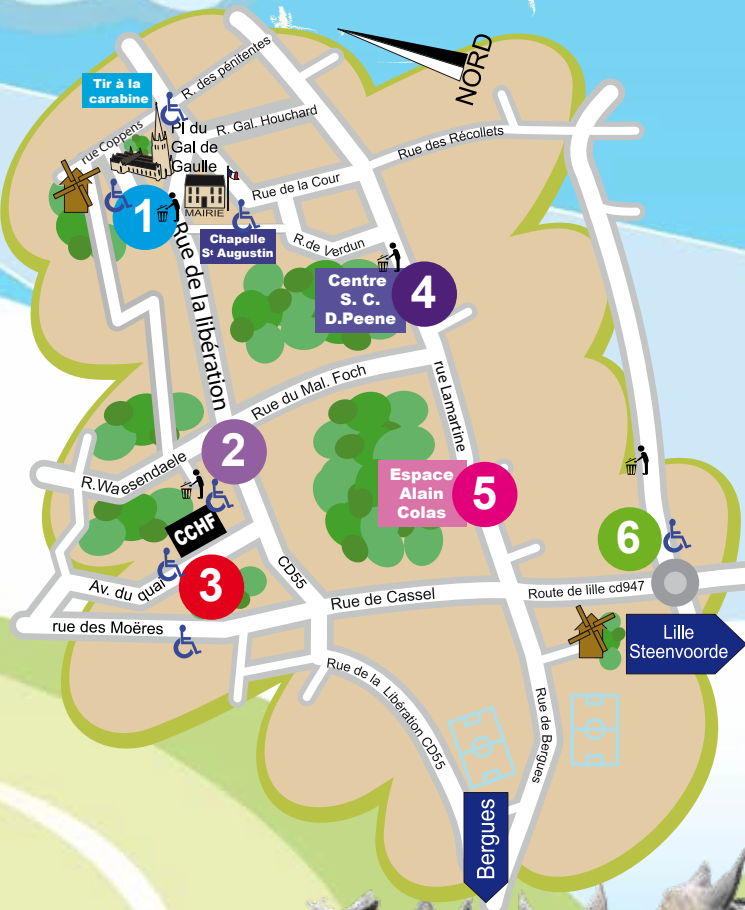 NORD
R. des pénitentes
Tir à la
carabine
rue Coppens
Pl du
Gal de
Gaulle
R. Gal. Houchard
Rue des Récollets
Rue de la Cour
MAIRIE
1
Chapelle
St Augustin
R.de Verdun
Rue de la libération
Centre
S. C.
D.Peene
4
Rue du Mal. Foch
rue Lamartine
2
R.Waesendaele
Espace
Alain
Colas
5
CCHF
6
CD55
3
Av. du quai
Rue de Cassel
Route de lille cd947
rue des Moëres
Lille
Steenvoorde
Rue de la Libération CD55
Rue de Bergues
Bergues